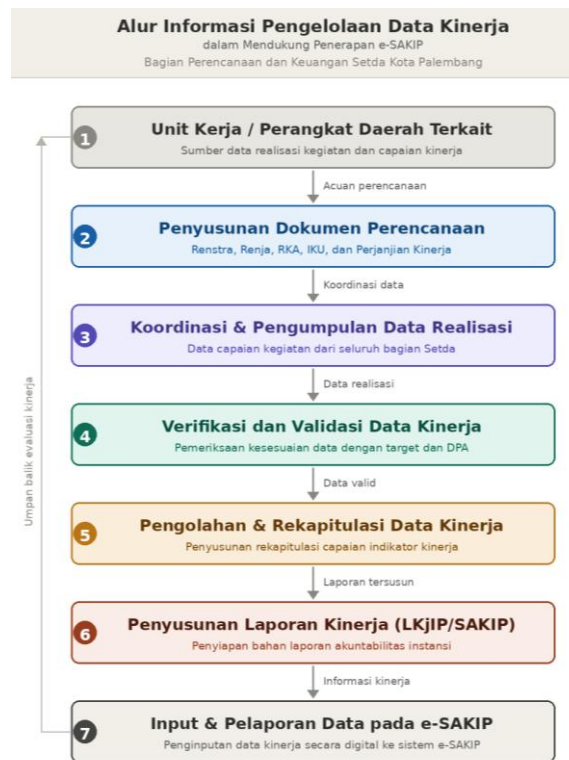 Alur Informasi Pengelolaan Data Kinerja
dalam Mendukung Penerapan e-SAKIP
Bagian Perencanaan dan Keuangan Setda Kota Palembang
1
Unit Kerja / Perangkat Daerah Terkait
Sumber data realisasi kegiatan dan capaian kinerja
Acuan perencanaan
2
Penyusunan Dokumen Perencanaan
Renstra, Renja, RKA, IKU, dan Perjanjian Kinerja
Koordinasi data
3
Koordinasi & Pengumpulan Data Realisasi
Data capaian kegiatan dari seluruh bagian Setda
Data realisasi
4
Verifikasi dan Validasi Data Kinerja
Pemeriksaan kesesuaian data dengan target dan DPA
Data valid
5
Pengolahan & Rekapitulasi Data Kinerja
Penyusunan rekapitulasi capaian indikator kinerja
Laporan tersusun
6
Penyusunan Laporan Kinerja (LKjIP/SAKIP)
Penyiapan bahan laporan akuntabilitas instansi
Informasi kinerja
7
Input & Pelaporan Data pada e-SAKIP
Penginputan data kinerja secara digital ke sistem e-SAKIP
Umpan balik evaluasi kinerja